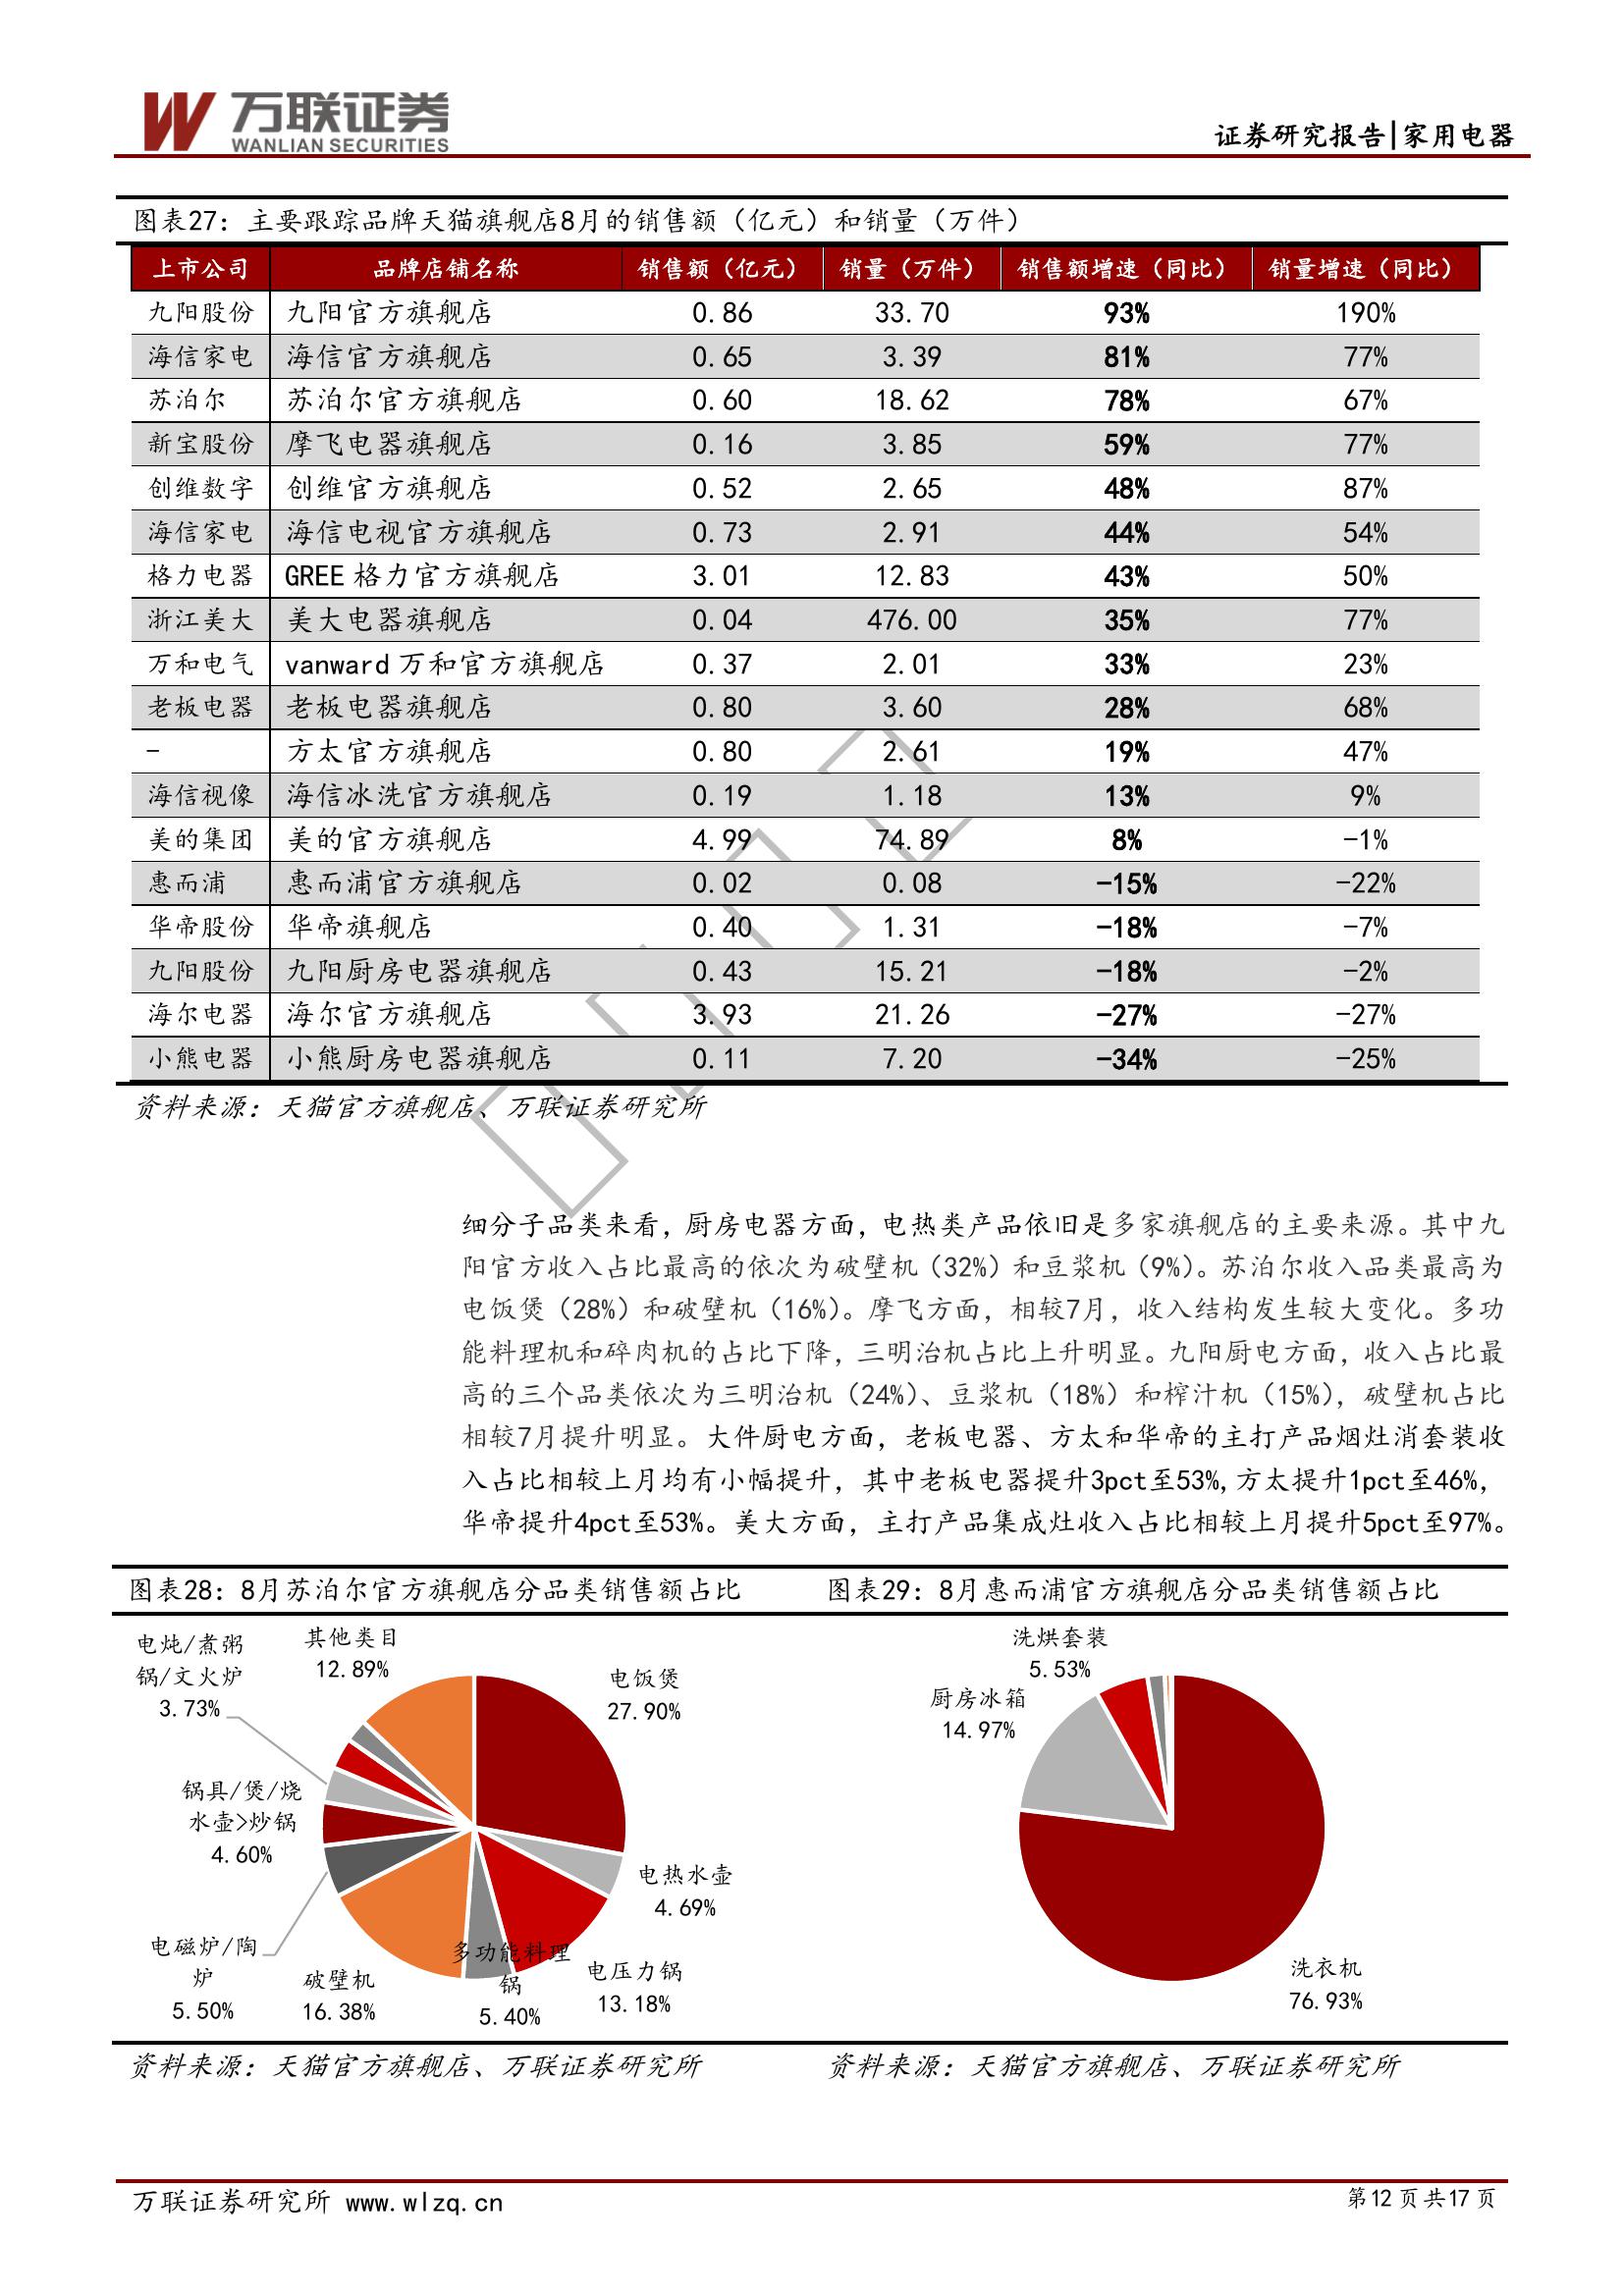 万联证券
WANLIAN SECURITIES
证券研究报告|家用电器
图表27：主要跟踪品牌天猫旗舰店8月的销售额（亿元）和销量（万件）
上市公司 品牌店铺名称 销售额（亿元） 销量（万件） 销售额增速（同比） 销量增速（同比）
九阳股份 九阳官方旗舰店 0.86 33.70 93% 190%
海信家电 海信官方旗舰店 0.65 3.39 81% 77%
苏泊尔 苏泊尔官方旗舰店 0.60 18.62 78% 67%
新宝股份 摩飞电器旗舰店 0.16 3.85 59% 77%
创维数字 创维官方旗舰店 0.52 2.65 48% 87%
海信家电 海信电视官方旗舰店 0.73 2.91 44% 54%
格力电器 GREE 格力官方旗舰店 3.01 12.83 43% 50%
浙江美大 美大电器旗舰店 0.04 476.00 35% 77%
万和电气 vanward 万和官方旗舰店 0.37 2.01 33% 23%
老板电器 老板电器旗舰店 0.80 3.60 28% 68%
- 方太官方旗舰店 0.80 2.61 19% 47%
海信视像 海信冰洗官方旗舰店 0.19 1.18 13% 9%
美的集团 美的官方旗舰店 4.99 74.89 8% -1%
惠而浦 惠而浦官方旗舰店 0.02 0.08 -15% -22%
华帝股份 华帝旗舰店 0.40 1.31 -18% -7%
九阳股份 九阳厨房电器旗舰店 0.43 15.21 -18% -2%
海尔电器 海尔官方旗舰店 3.93 21.26 -27% -27%
小熊电器 小熊厨房电器旗舰店 0.11 7.20 -34% -25%
资料来源：天猫官方旗舰店、万联证券研究所
细分子品类来看，厨房电器方面，电热类产品依旧是多家旗舰店的主要来源。其中九
阳官方收入占比最高的依次为破壁机（32%）和豆浆机（9%）。苏泊尔收入品类最高为
电饭煲（28%）和破壁机（16%）。摩飞方面，相较7月，收入结构发生较大变化。多功
能料理机和碎肉机的占比下降，三明治机占比上升明显。九阳厨电方面，收入占比最
高的三个品类依次为三明治机（24%）、豆浆机（18%）和榨汁机（15%），破壁机占比
相较7月提升明显。大件厨电方面，老板电器、方太和华帝的主打产品烟灶消套装收
入占比相较上月均有小幅提升，其中老板电器提升3pct至53%,方太提升1pct至46%，
华帝提升4pct至53%。美大方面，主打产品集成灶收入占比相较上月提升5pct至97%。
图表28：8月苏泊尔官方旗舰店分品类销售额占比
电炖/煮粥
锅/文火炉
3.73%
其他类目
12.89%
电饭煲
27.90%
锅具/煲/烧
水壶>炒锅
4.60%
电热水壶
4.69%
电磁炉/陶
炉
5.50%
破壁机
16.38%
多功能料理
锅
5.40%
电压力锅
13.18%
资料来源：天猫官方旗舰店、万联证券研究所
图表29：8月惠而浦官方旗舰店分品类销售额占比
洗烘套装
5.53%
厨房冰箱
14.97%
洗衣机
76.93%
资料来源：天猫官方旗舰店、万联证券研究所
万联证券研究所 www.wlzq.cn
第12页共17页